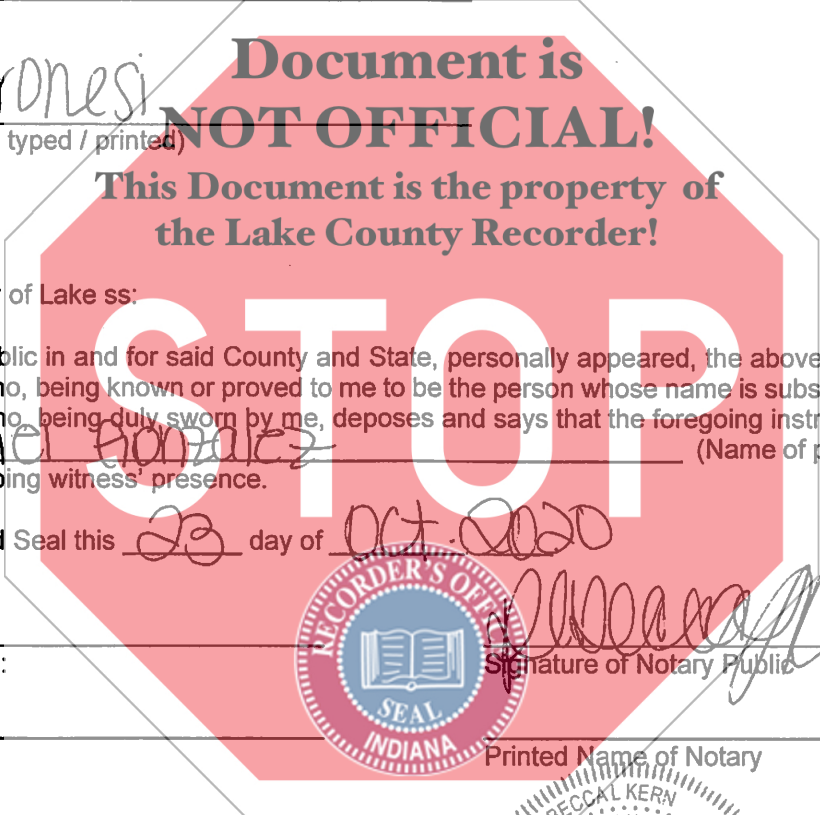 Document is
ronesi
NOT OFFICIAL!
typed / printed)
This Document is the property of
the Lake County Recorder!
of Lake ss:
STOP
blic in and for said County and State, personally appeared, the above
o, being known or proved to me to be the person whose name is subs
o, being duly sworn by me, deposes and says that the foregoing instr
el Gonzalez (Name of p
ing witness' presence.
Seal this 23 day of Oct. 2020
RECORDER'S OFFICE
SEAL
INDIANA
: Signature of Notary Public
Printed Name of Notary
BECCA L KERN